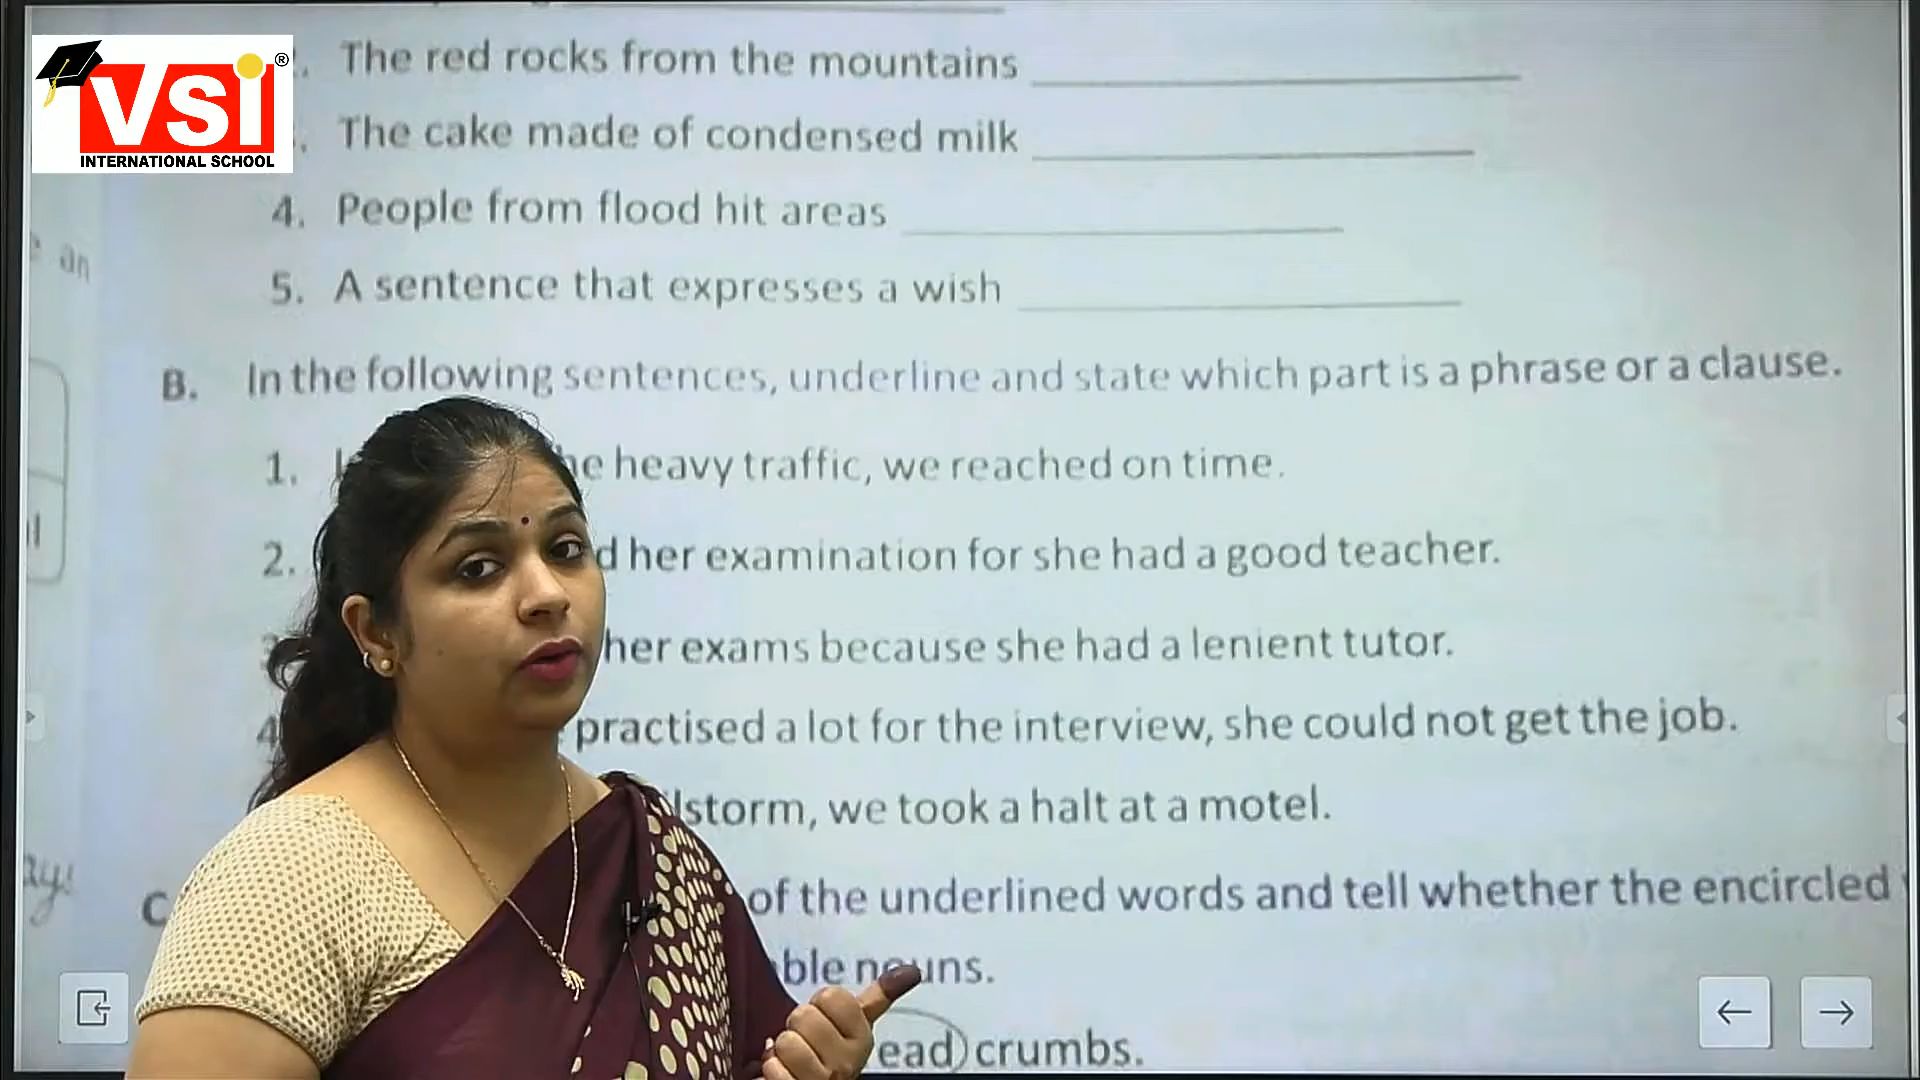 VSI ®
INTERNATIONAL SCHOOL
The red rocks from the mountains
The cake made of condensed milk
4. People from flood hit areas
an
5. A sentence that expresses a wish
B. In the following sentences, underline and state which part is a phrase or a clause.
1. heavy traffic, we reached on time.
2. her examination for she had a good teacher.
her exams because she had a lenient tutor.
4 practised a lot for the interview, she could not get the job.
we took a halt at a motel.
C of the underlined words and tell whether the encircled
nouns.
crumbs.